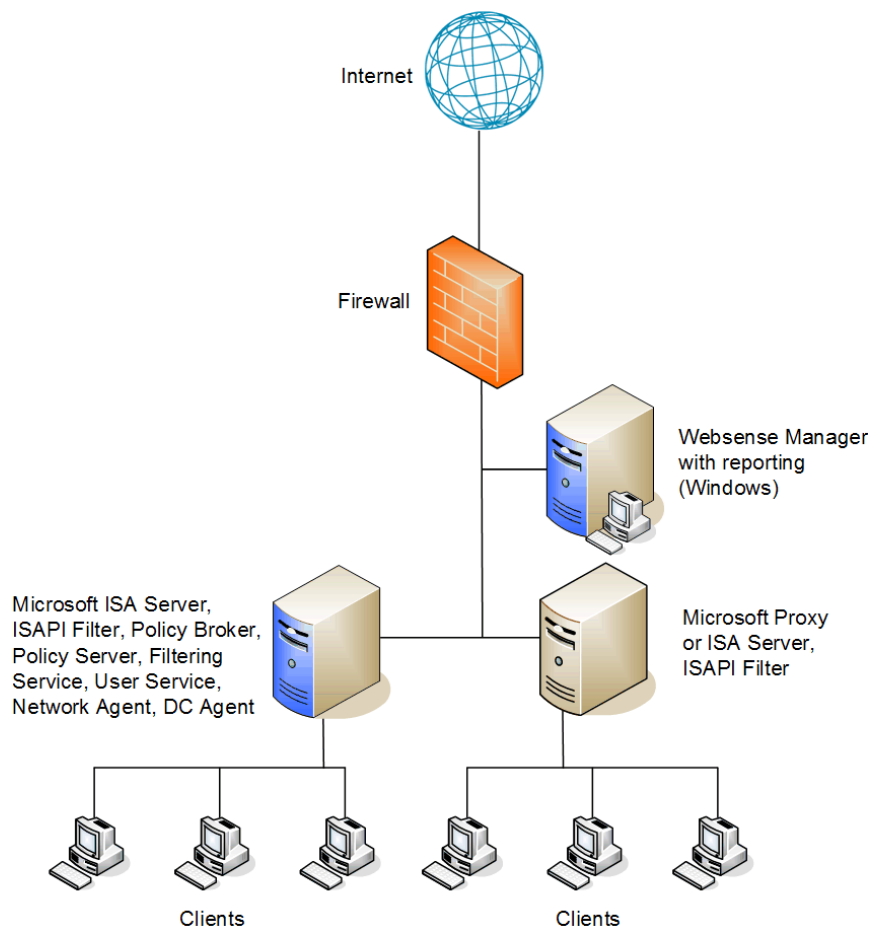 Internet
Firewall
Websense Manager
with reporting
(Windows)
Microsoft ISA Server,
ISAPI Filter, Policy Broker,
Policy Server, Filtering
Service, User Service,
Network Agent, DC Agent
Microsoft Proxy
or ISA Server,
ISAPI Filter
Clients
Clients